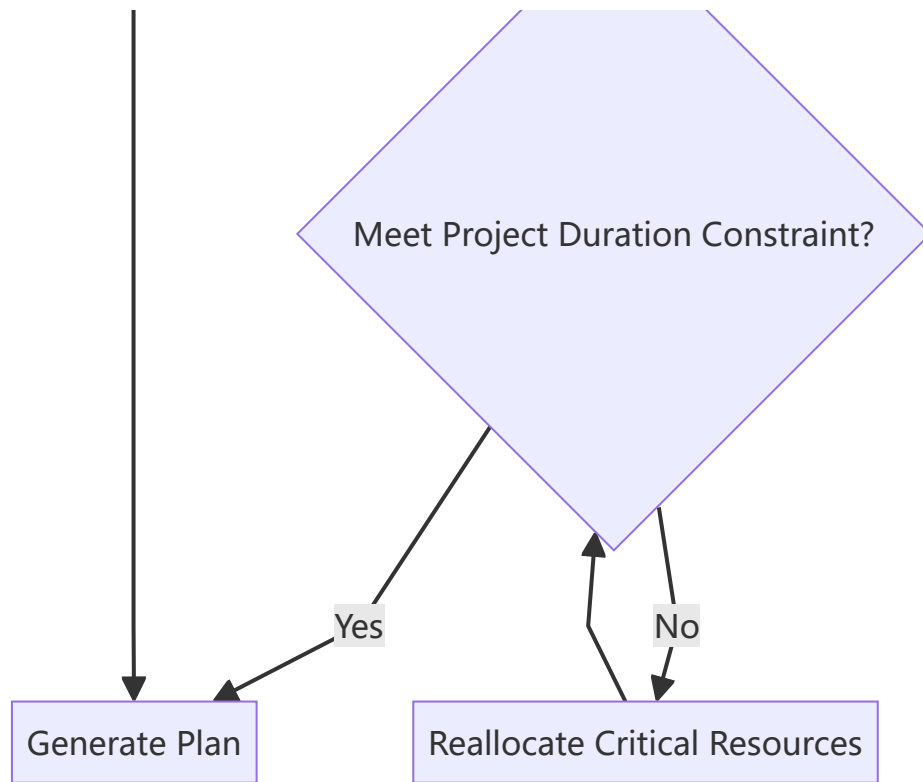 Meet Project Duration Constraint?
Yes
No
Generate Plan
Reallocate Critical Resources